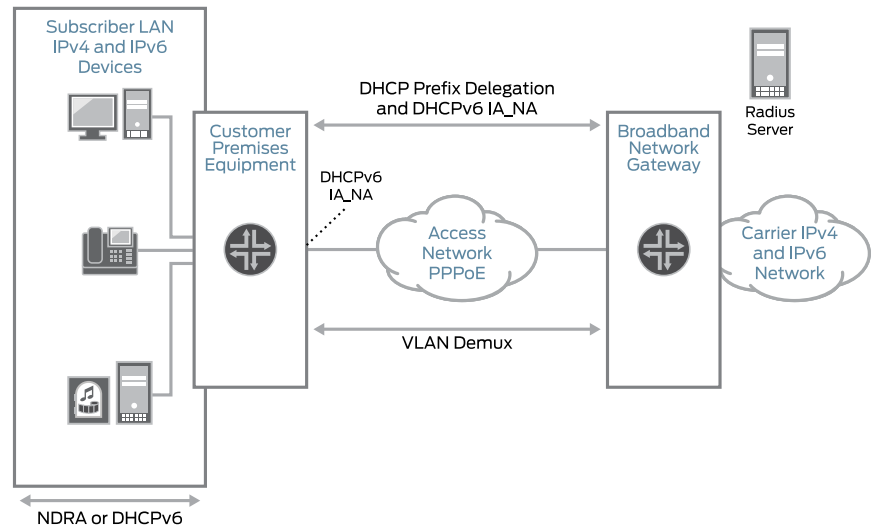 Subscriber LAN
IPv4 and IPv6
Devices
DHCP Prefix Delegation
and DHCPv6 IA_NA
Radius
Server
Customer
Premises
Equipment
Broadband
Network
Gateway
DHCPv6
IA_NA
Access
Network
PPPoE
Carrier IPv4
and IPv6
Network
VLAN Demux
NDRA or DHCPv6